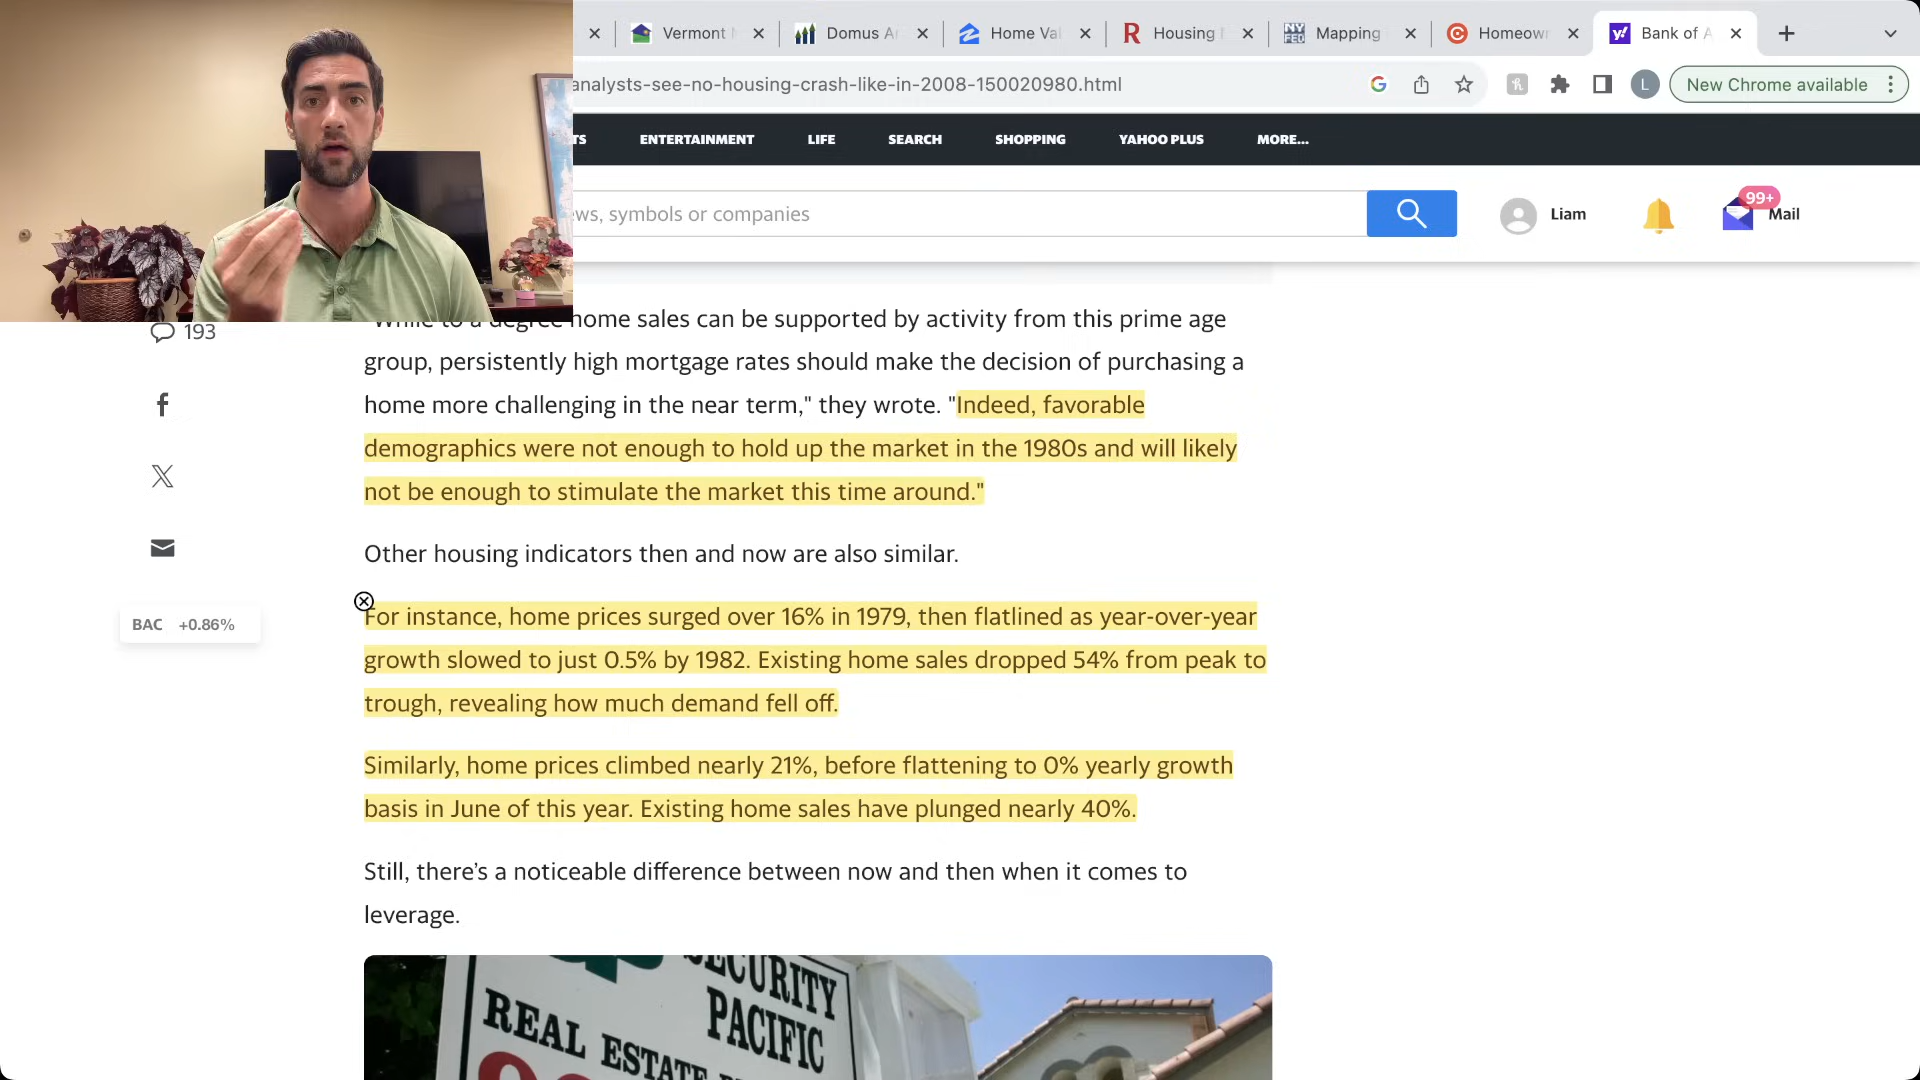 Vermont
Domus A
Home Va
Housing
Mapping
Homeow
Bank of A
analysts-see-no-housing-crash-like-in-2008-150020980.html
L
New Chrome available
TS
ENTERTAINMENT
LIFE
SEARCH
SHOPPING
YAHOO PLUS
MORE...
ws, symbols or companies
Liam
99+
Mail
193
"While to a degree home sales can be supported by activity from this prime age
group, persistently high mortgage rates should make the decision of purchasing a
home more challenging in the near term," they wrote. "Indeed, favorable
demographics were not enough to hold up the market in the 1980s and will likely
not be enough to stimulate the market this time around."
Other housing indicators then and now are also similar.
For instance, home prices surged over 16% in 1979, then flatlined as year-over-year
growth slowed to just 0.5% by 1982. Existing home sales dropped 54% from peak to
trough, revealing how much demand fell off.
BAC +0.86%
Similarly, home prices climbed nearly 21%, before flattening to 0% yearly growth
basis in June of this year. Existing home sales have plunged nearly 40%.
Still, there's a noticeable difference between now and then when it comes to
leverage.
SECURITY
PACIFIC
REAL ESTATE